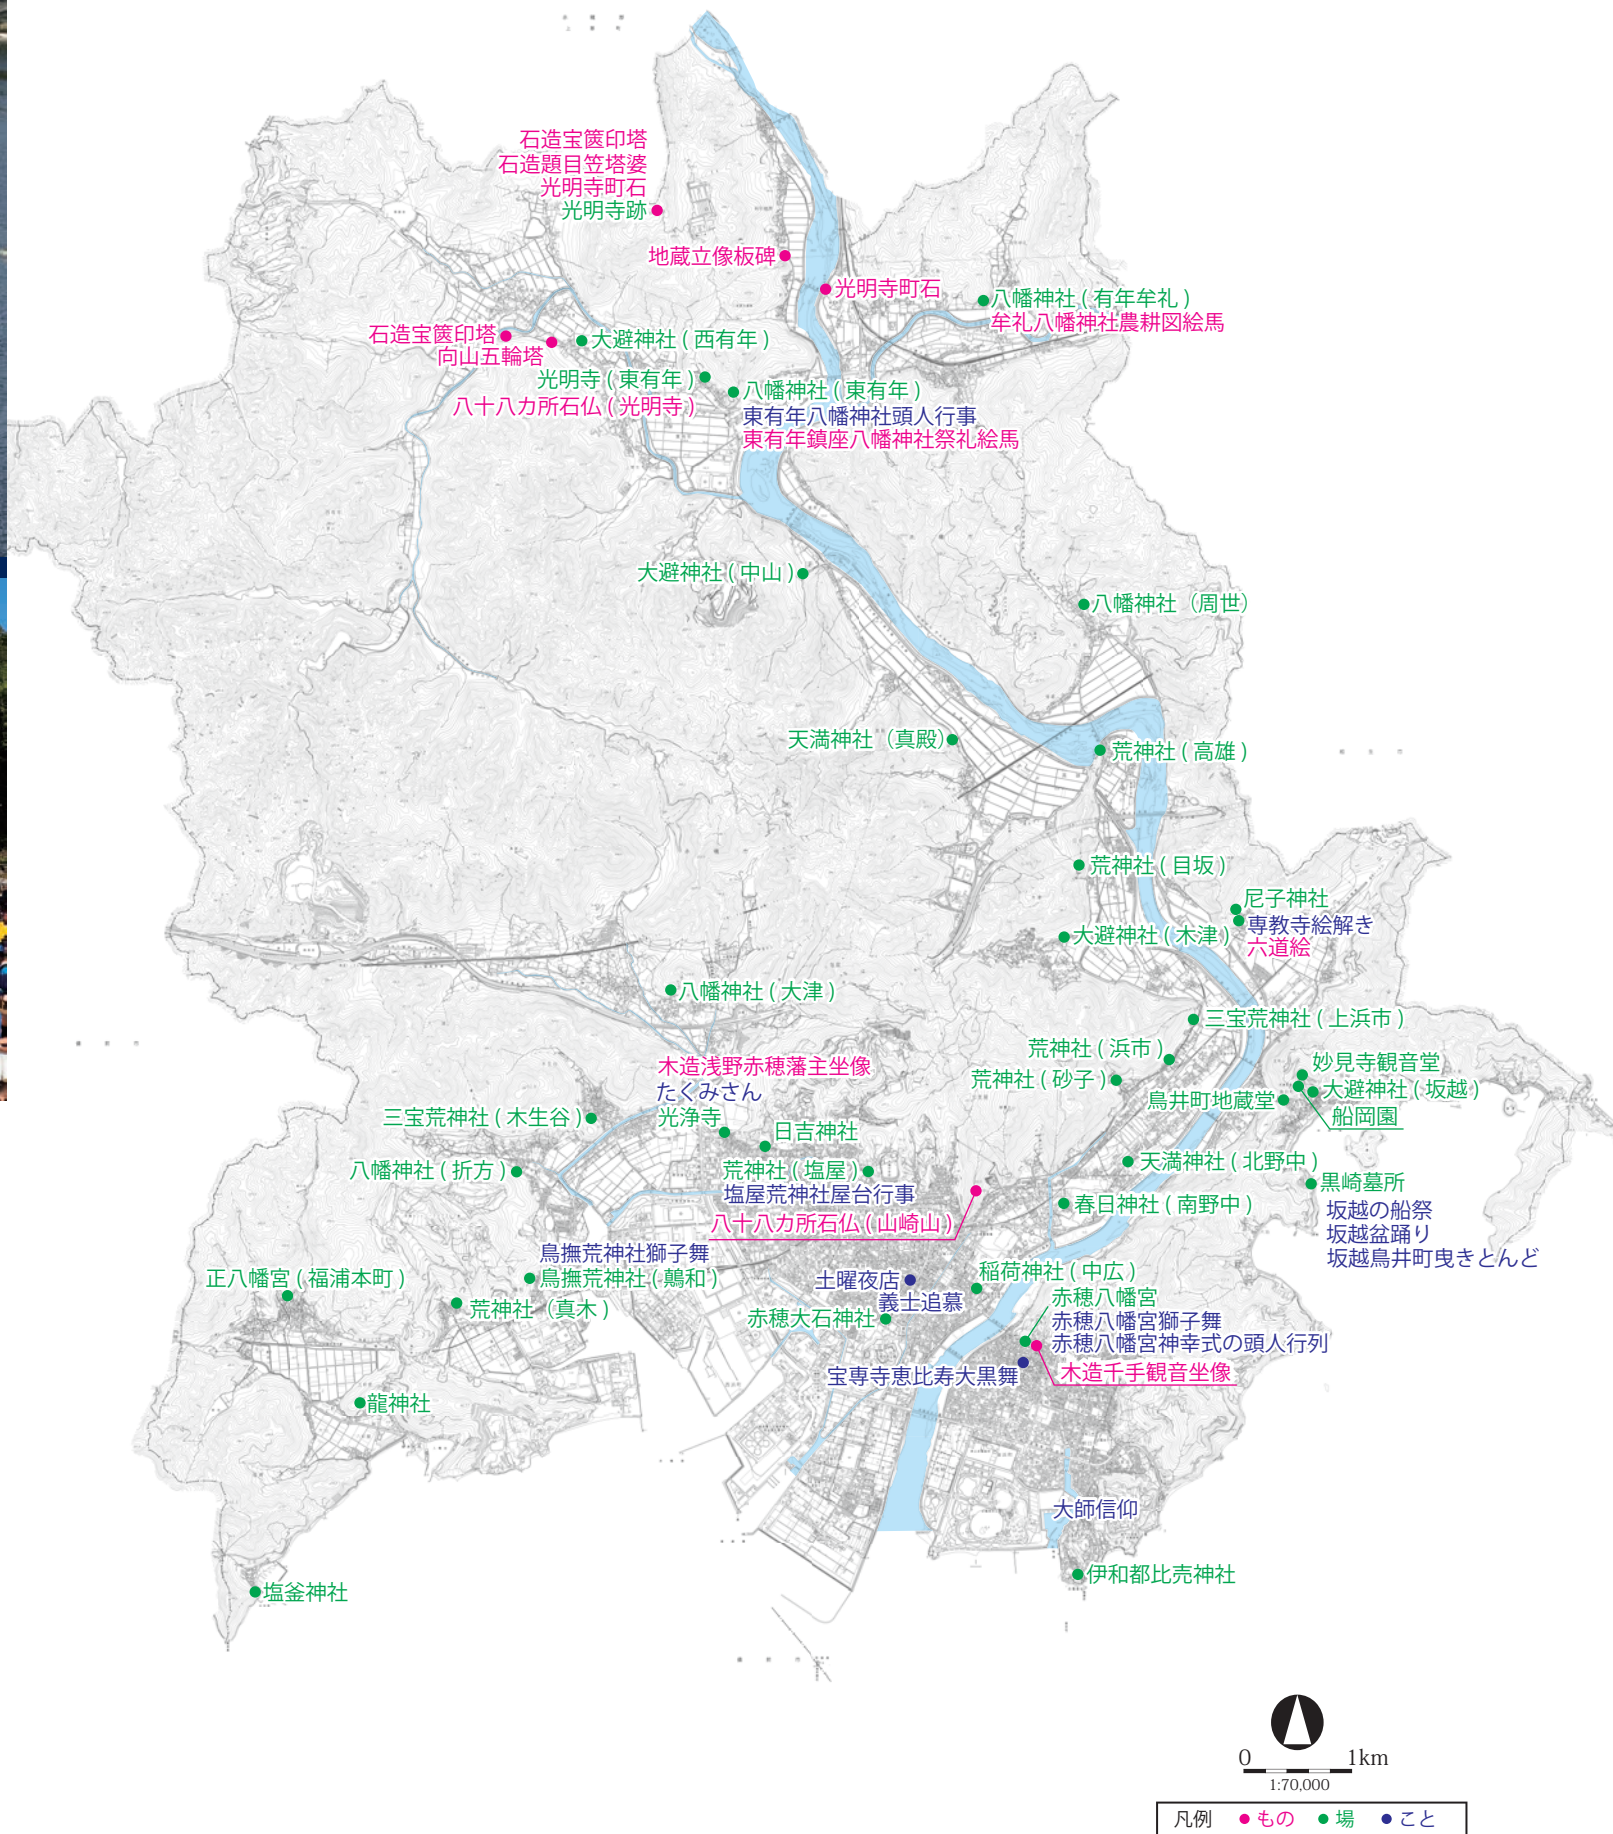 石造宝篋印塔
石造題目笠塔婆
光明寺町石
光明寺跡
地蔵立像板碑
光明寺町石
八幡神社 ( 有年牟礼 )
牟礼八幡神社農耕図絵馬
石造宝篋印塔
向山五輪塔
大避神社 ( 西有年 )
光明寺 ( 東有年 )
八十八カ所石仏 ( 光明寺 )
八幡神社 ( 東有年 )
東有年八幡神社頭人行事
東有年鎮座八幡神社祭礼絵馬
大避神社 ( 中山 )
八幡神社（周世）
天満神社（真殿）
荒神社 ( 高雄 )
荒神社 ( 目坂 )
尼子神社
専教寺絵解き
六道絵
大避神社 ( 木津 )
八幡神社 ( 大津 )
三宝荒神社 ( 上浜市 )
荒神社 ( 浜市 )
荒神社 ( 砂子 )
妙見寺観音堂
大避神社 ( 坂越 )
鳥井町地蔵堂
船岡園
木造浅野赤穂藩主坐像
たくみさん
光浄寺
三宝荒神社 ( 木生谷 )
日吉神社
八幡神社 ( 折方 )
荒神社 ( 塩屋 )
塩屋荒神社屋台行事
八十八カ所石仏 ( 山崎山 )
天満神社 ( 北野中 )
春日神社 ( 南野中 )
黒崎墓所
坂越の船祭
坂越盆踊り
坂越鳥井町曳きとんど
鳥撫荒神社獅子舞
鳥撫荒神社 ( 鷏和 )
正八幡宮 ( 福浦本町 )
荒神社（真木 )
土曜夜店
義士追慕
赤穂大石神社
稲荷神社 ( 中広 )
赤穂八幡宮
赤穂八幡宮獅子舞
赤穂八幡宮神幸式の頭人行列
宝専寺恵比寿大黒舞
木造千手観音坐像
龍神社
大師信仰
伊和都比売神社
塩釜神社
0 1km
1:70,000
凡例 もの 場 こと